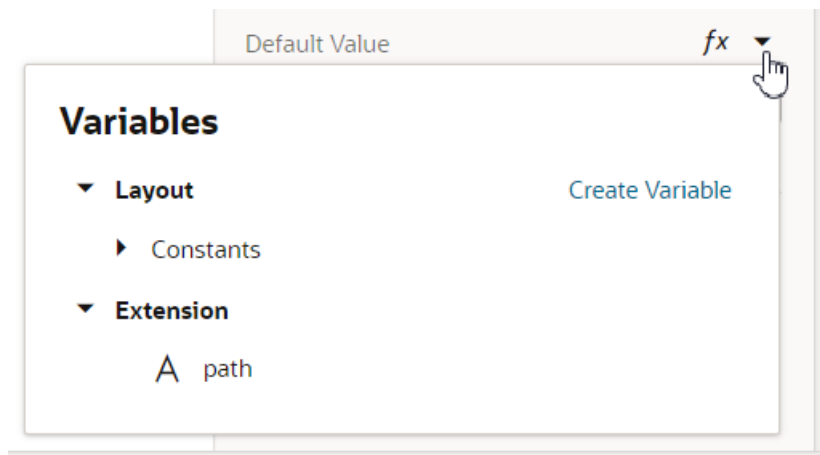 Default Value fx
Variables
Layout Create Variable
Constants
Extension
A path